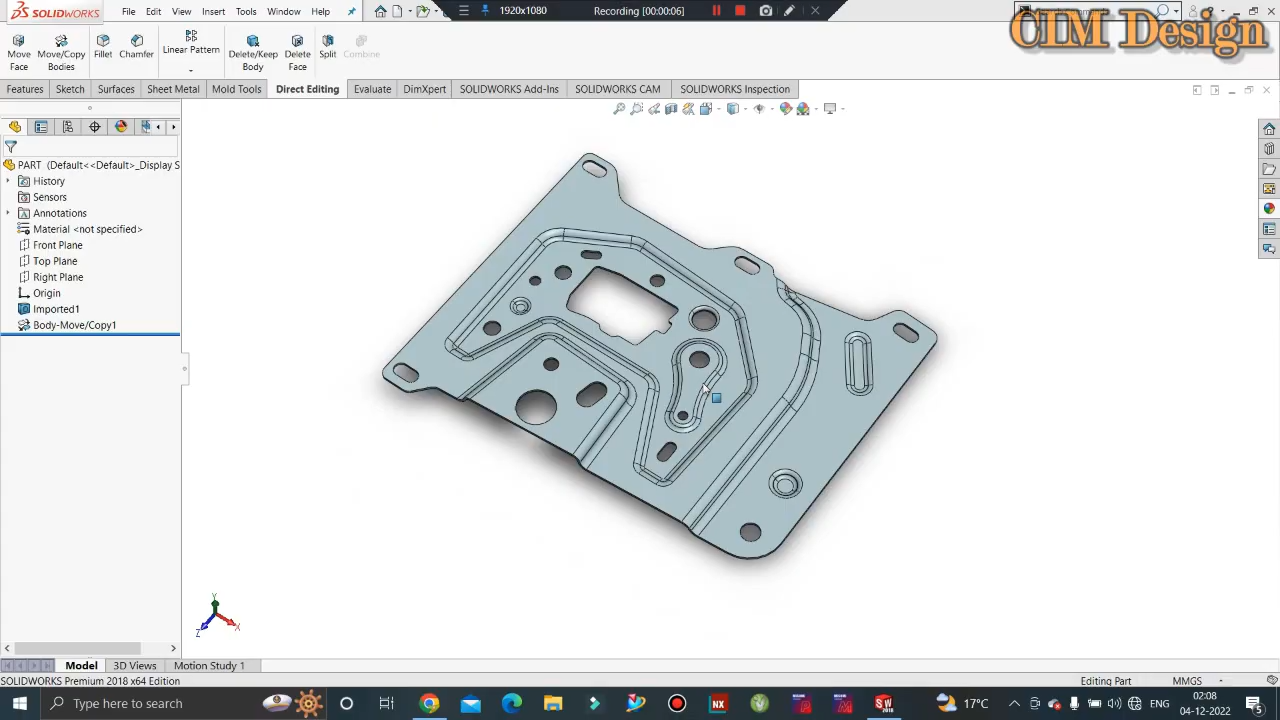 SOLIDWORKS
File Edit View Insert Tools Window Help
1920x1080
Recording [00:00:06]
CIM Design
Move Face
Move/Copy Bodies
Fillet
Chamfer
Linear Pattern
Delete/Keep Body
Delete Face
Split
Combine
Features Sketch Surfaces Sheet Metal Mold Tools Direct Editing Evaluate DimXpert SOLIDWORKS Add-Ins SOLIDWORKS CAM SOLIDWORKS Inspection
PART (Default<<Default>_Display S
History
Sensors
Annotations
Material <not specified>
Front Plane
Top Plane
Right Plane
Origin
Imported1
Body-Move/Copy1
Y
X
Z
Model 3D Views Motion Study 1
SOLIDWORKS Premium 2018 x64 Edition
Editing Part
MMGS
Type here to search
NX
SW
2018
17°C
ENG
02:08
04-12-2022
5